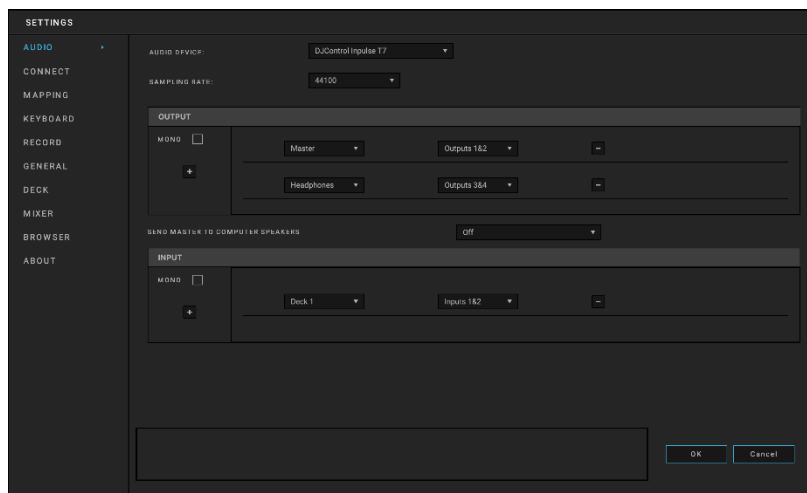 SETTINGS
AUDIO
CONNECT
MAPPING
KEYBOARD
RECORD
GENERAL
DECK
MIXER
BROWSER
ABOUT
AUDIO DEVICE: DJControl Inpulse T7
SAMPLING RATE: 44100
OUTPUT
MONO
+
Master Outputs 1&2 -
Headphones Outputs 3&4 -
SEND MASTER TO COMPUTER SPEAKERS Off
INPUT
MONO
+
Deck 1 Inputs 1&2 -
OK Cancel